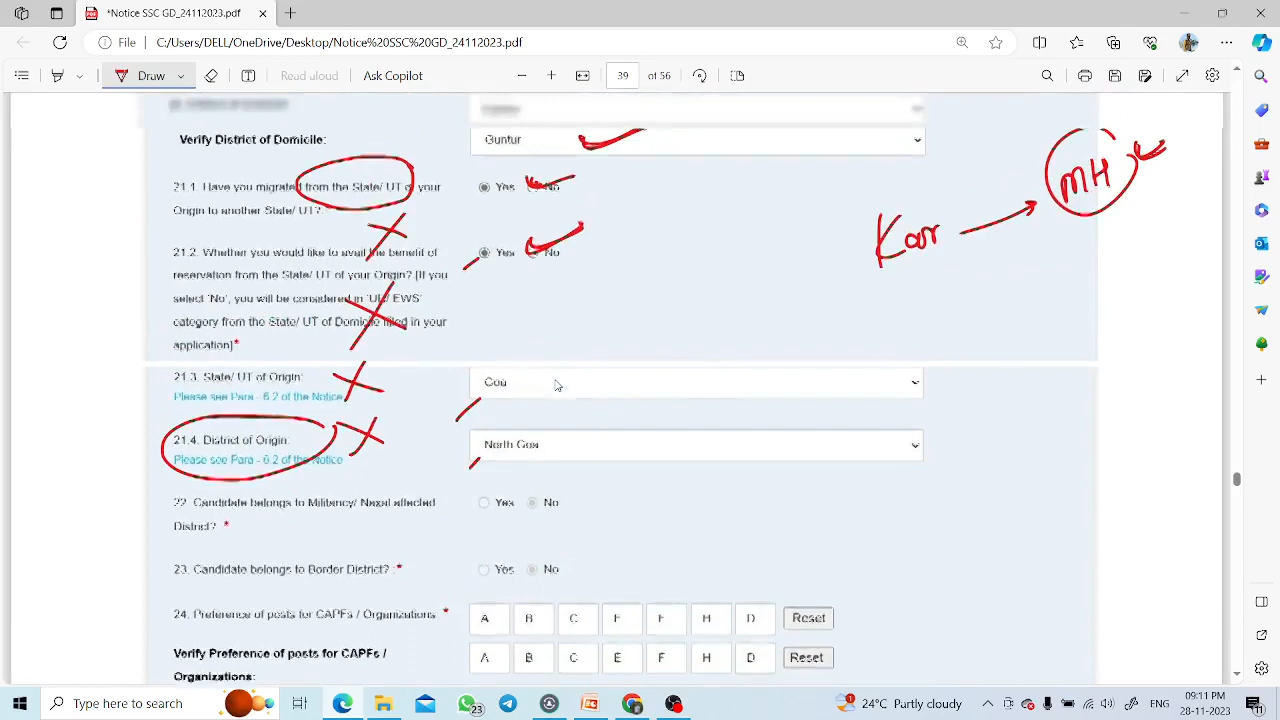 *Notice SSC GD_24112023.pdf
File C:/Users/DELL/OneDrive/Desktop/Notice%20SSC%20GD_24112023.pdf
Draw Read aloud Ask Copilot 39 of 56
Verify District of Domicile: Guntur
21.1. Have you migrated from the State/ UT of your Yes No
Origin to another State/ UT?
MH
Kar
21.2. Whether you would like to avail the benefit of Yes No
reservation from the State/ UT of your Origin? [If you
select 'No', you will be considered in 'UR/ EWS'
category from the State/ UT of Domicile filled in your
application]*
21.3. State/ UT of Origin: Goa
Please see Para - 6.2 of the Notice
21.4. District of Origin: North Goa
Please see Para - 6.2 of the Notice
22. Candidate belongs to Militancy/ Naxal affected Yes No
District? *
23. Candidate belongs to Border District? :* Yes No
24. Preference of posts for CAPFs / Organizations. * A B C E F H D Reset
Verify Preference of posts for CAPFs / A B C E F H D Reset
Organizations:
Type here to search 23 1 24°C Partly cloudy ENG 09:11 PM
28-11-2023